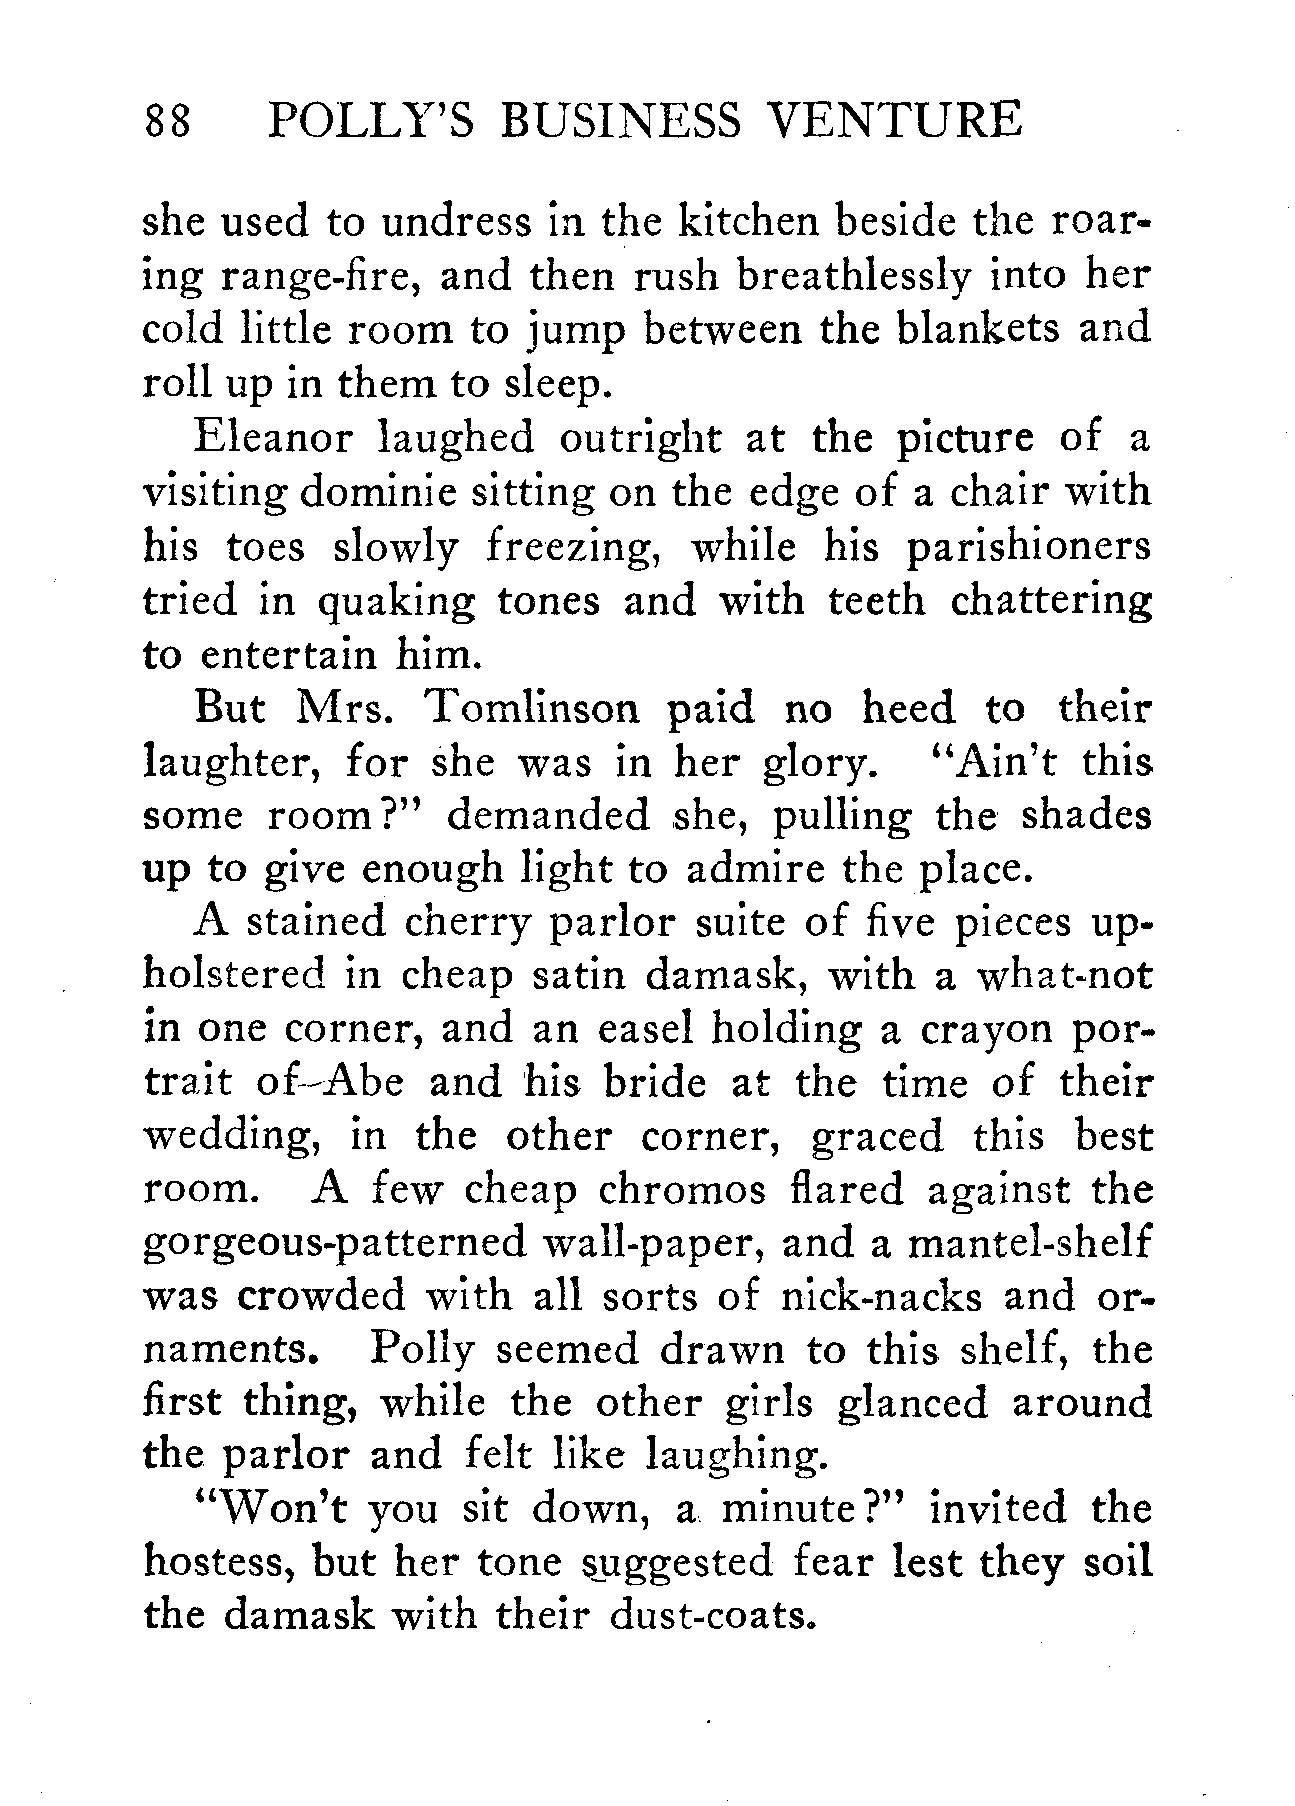 88 POLLY'S BUSINESS VENTURE
she used to undress in the kitchen beside the roar-
ing range-fire, and then rush breathlessly into her
cold little room to jump between the blankets and
roll up in them to sleep.
Eleanor laughed outright at the picture of a
visiting dominie sitting on the edge of a chair with
his toes slowly freezing, while his parishioners
tried in quaking tones and with teeth chattering
to entertain him.
But Mrs. Tomlinson paid no heed to their
laughter, for she was in her glory. "Ain't this
some room?" demanded she, pulling the shades
up to give enough light to admire the place.
A stained cherry parlor suite of five pieces up-
holstered in cheap satin damask, with a what-not
in one corner, and an easel holding a crayon por-
trait of—Abe and his bride at the time of their
wedding, in the other corner, graced this best
room. A few cheap chromos flared against the
gorgeous-patterned wall-paper, and a mantel-shelf
was crowded with all sorts of nick-nacks and or-
naments. Polly seemed drawn to this shelf, the
first thing, while the other girls glanced around
the parlor and felt like laughing.
"Won't you sit down, a minute?" invited the
hostess, but her tone suggested fear lest they soil
the damask with their dust-coats.